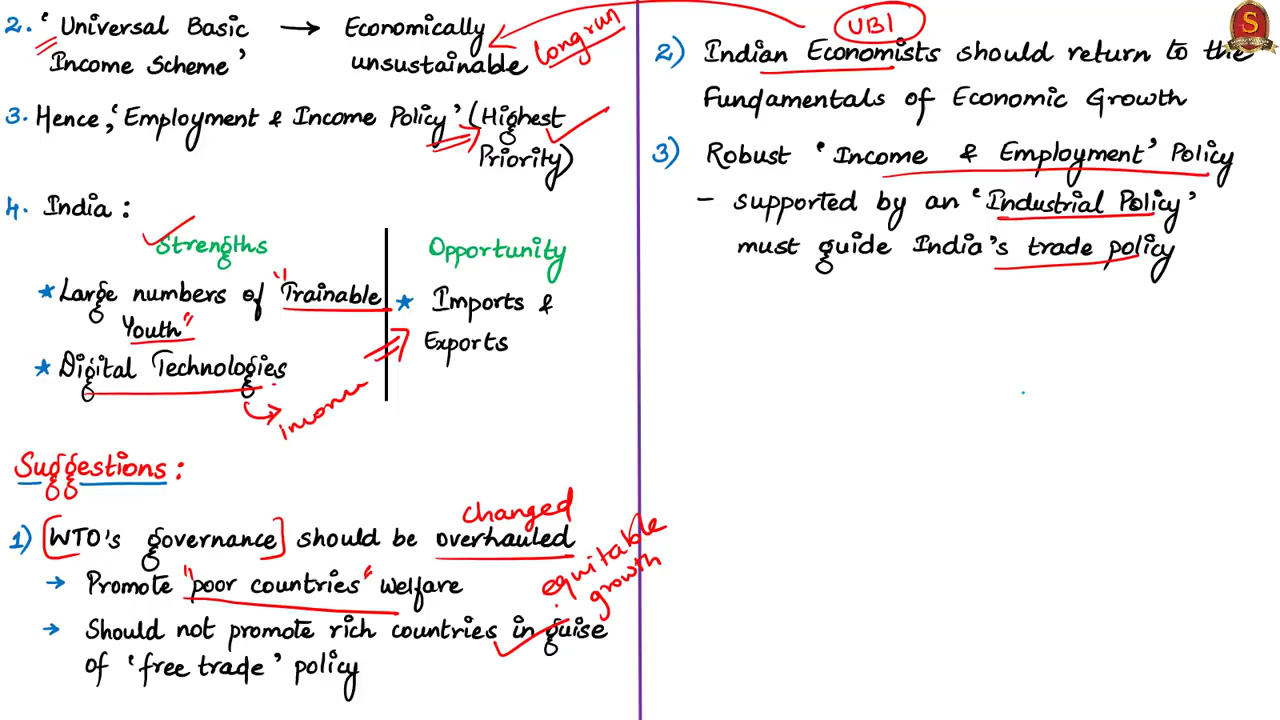 2. 'Universal Basic → Economically
Income Scheme' unsustainable
long run
3. Hence, 'Employment & Income Policy' (Highest
Priority)
4. India:
Strengths
* Large numbers of "Trainable
Youth"
* Digital Technologies
income
Opportunity
* Imports &
Exports
Suggestions:
changed
1) [WTO's governance] should be overhauled
→ Promote "poor countries" welfare
equitable
growth
→ Should not promote rich countries in guise
of 'free trade' policy
UBI
2) Indian Economists should return to the
Fundamentals of Economic Growth
3) Robust 'Income & Employment' Policy
- supported by an 'Industrial Policy'
must guide India's trade policy
S